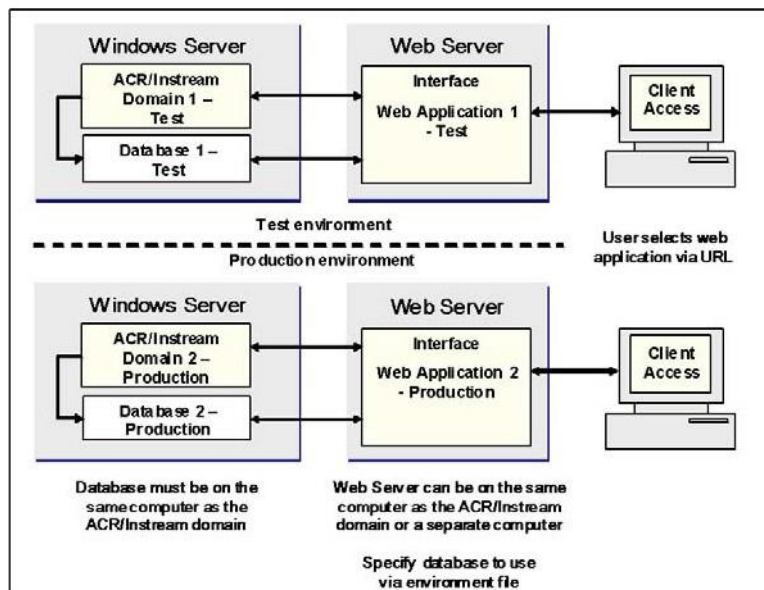 Windows Server
ACR/Instream
Domain 1 –
Test
Database 1 –
Test
Web Server
Interface
Web Application 1
- Test
Client
Access
Test environment
Production environment
User selects web
application via URL
Windows Server
ACR/Instream
Domain 2 –
Production
Database 2 –
Production
Web Server
Interface
Web Application 2
- Production
Client
Access
Database must be on the
same computer as the
ACR/Instream domain
Web Server can be on the same
computer as the ACR/Instream
domain or a separate computer
Specify database to use
via environment file